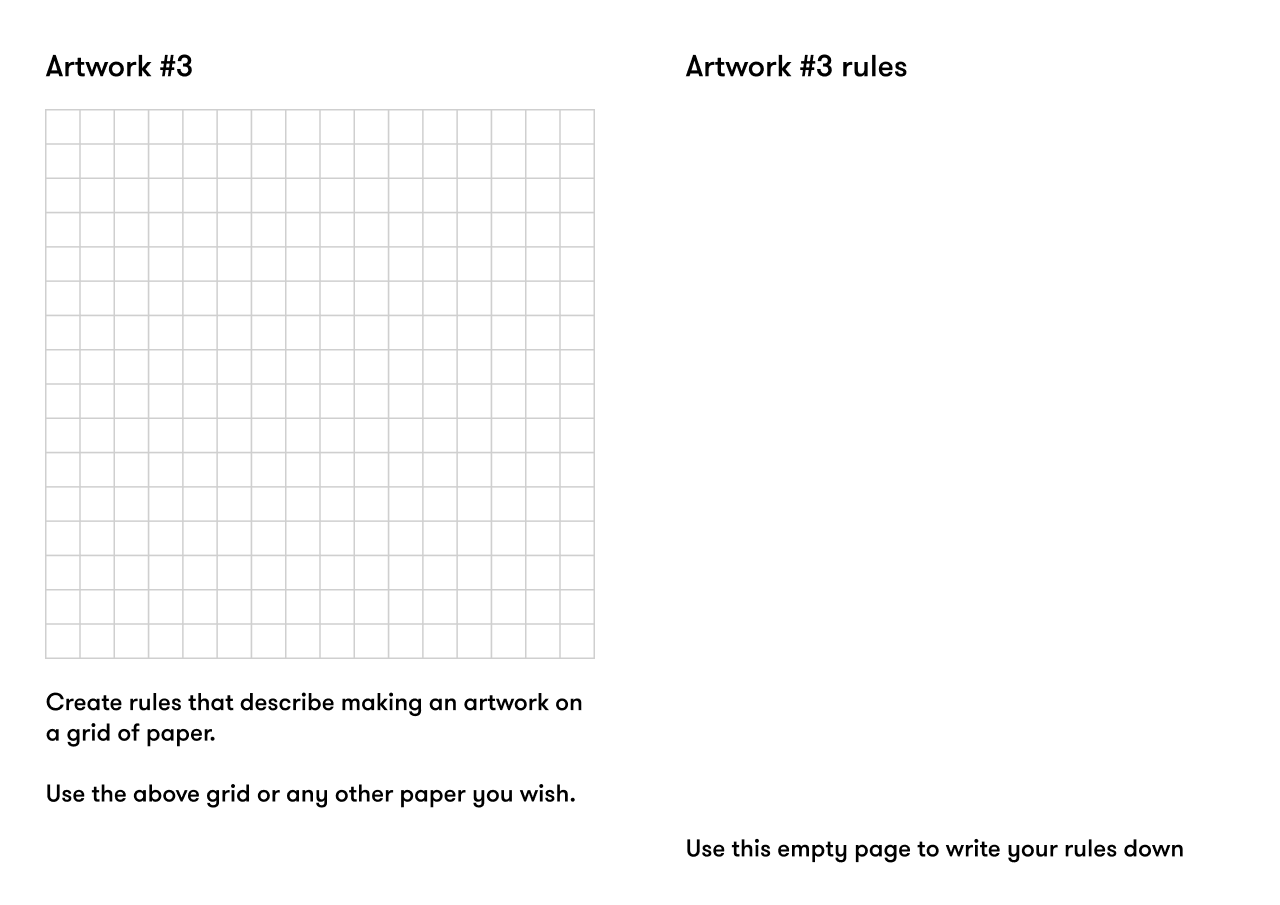 Artwork #3
Create rules that describe making an artwork on
a grid of paper.
Use the above grid or any other paper you wish.
Artwork #3 rules
Use this empty page to write your rules down